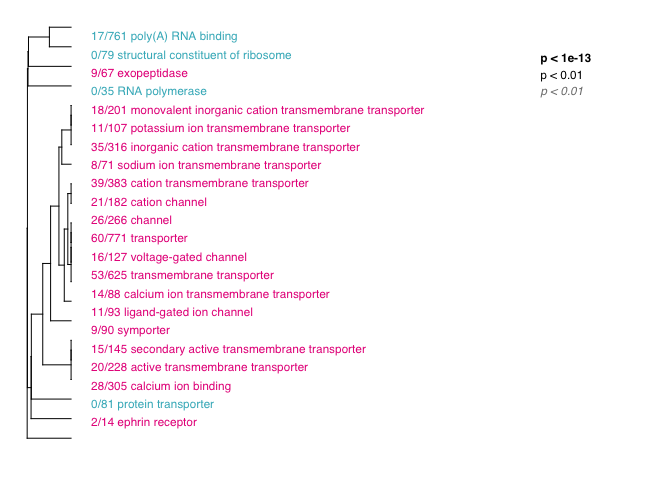 17/761 poly(A) RNA binding
0/79 structural constituent of ribosome
9/67 exopeptidase
0/35 RNA polymerase
18/201 monovalent inorganic cation transmembrane transporter
11/107 potassium ion transmembrane transporter
35/316 inorganic cation transmembrane transporter
8/71 sodium ion transmembrane transporter
39/383 cation transmembrane transporter
21/182 cation channel
26/266 channel
60/771 transporter
16/127 voltage-gated channel
53/625 transmembrane transporter
14/88 calcium ion transmembrane transporter
11/93 ligand-gated ion channel
9/90 symporter
15/145 secondary active transmembrane transporter
20/228 active transmembrane transporter
28/305 calcium ion binding
0/81 protein transporter
2/14 ephrin receptor
p < 1e-13
p < 0.01
p < 0.01